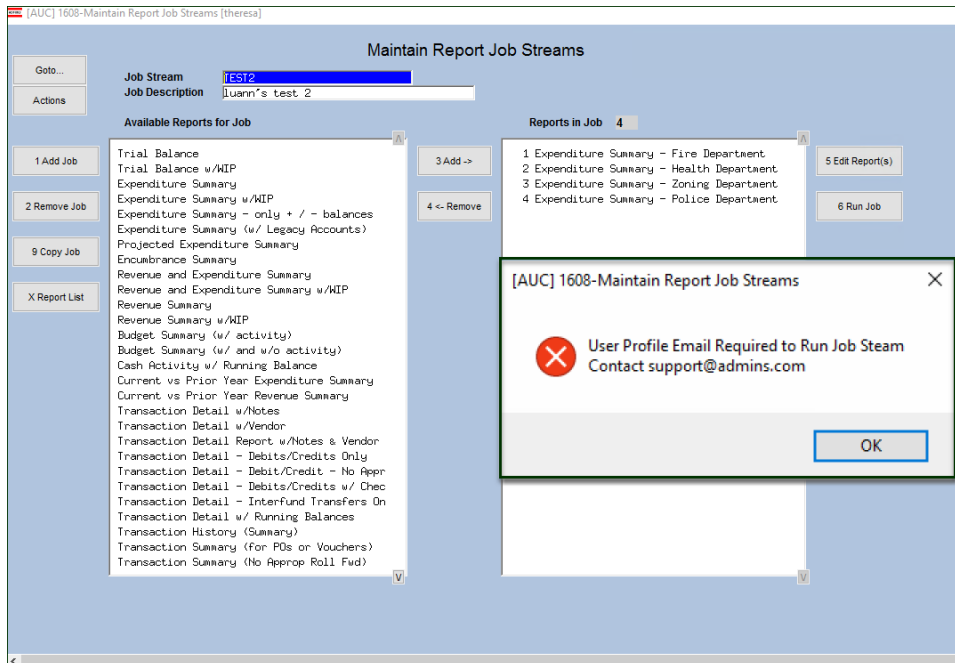 [AUC] 1608-Maintain Report Job Streams [theresa]
Maintain Report Job Streams
Goto...
Actions
Job Stream TEST2
Job Description luann's test 2
Available Reports for Job
Reports in Job 4
1 Add Job
2 Remove Job
9 Copy Job
X Report List
Trial Balance
Trial Balance w/WIP
Expenditure Summary
Expenditure Summary w/WIP
Expenditure Summary - only + / - balances
Expenditure Summary (w/ Legacy Accounts)
Projected Expenditure Summary
Encumbrance Summary
Revenue and Expenditure Summary
Revenue and Expenditure Summary w/WIP
Revenue Summary
Revenue Summary w/WIP
Budget Summary (w/ activity)
Budget Summary (w/ and w/o activity)
Cash Activity w/ Running Balance
Current vs Prior Year Expenditure Summary
Current vs Prior Year Revenue Summary
Transaction Detail w/Notes
Transaction Detail w/Vendor
Transaction Detail Report w/Notes & Vendor
Transaction Detail - Debits/Credits Only
Transaction Detail - Debit/Credit - No Appr
Transaction Detail - Debits/Credits w/ Chec
Transaction Detail - Interfund Transfers On
Transaction Detail w/ Running Balances
Transaction History (Summary)
Transaction Summary (for POs or Vouchers)
Transaction Summary (No Approp Roll Fwd)
3 Add ->
4 <- Remove
1 Expenditure Summary - Fire Department
2 Expenditure Summary - Health Department
3 Expenditure Summary - Zoning Department
4 Expenditure Summary - Police Department
5 Edit Report(s)
6 Run Job
[AUC] 1608-Maintain Report Job Streams
User Profile Email Required to Run Job Steam
Contact support@admins.com
OK